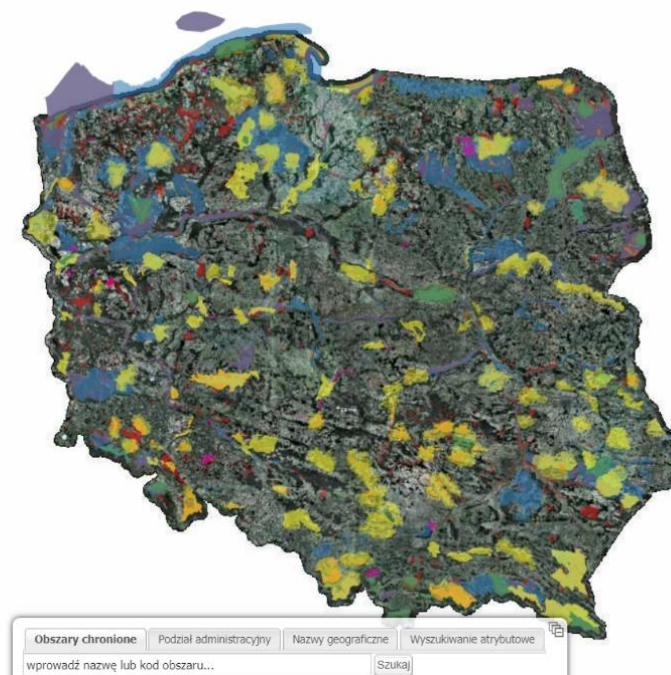 Obszary chronione Podział administracyjny Nazwy geograficzne Wyszukiwanie atrybutowe
wprowadź nazwę lub kod obszaru... Szukaj